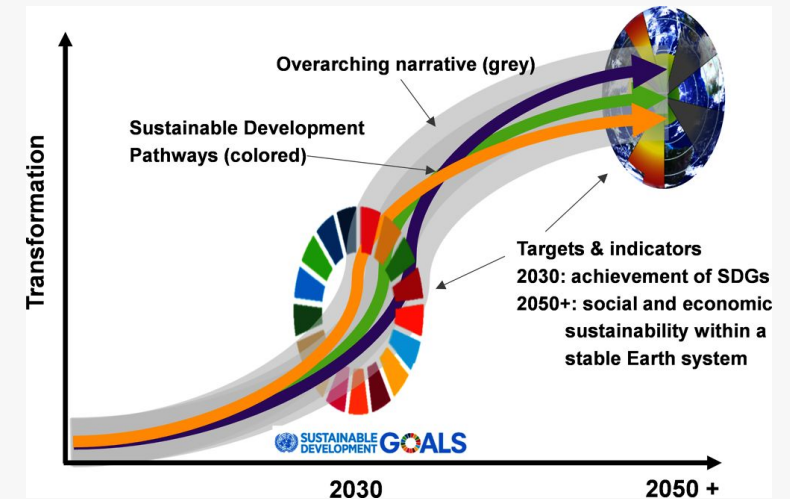 Overarching narrative (grey)
Sustainable Development
Pathways (colored)
Transformation
Targets & indicators
2030: achievement of SDGs
2050+: social and economic
sustainability within a
stable Earth system
SUSTAINABLE
DEVELOPMENT
GOALS
2030
2050 +